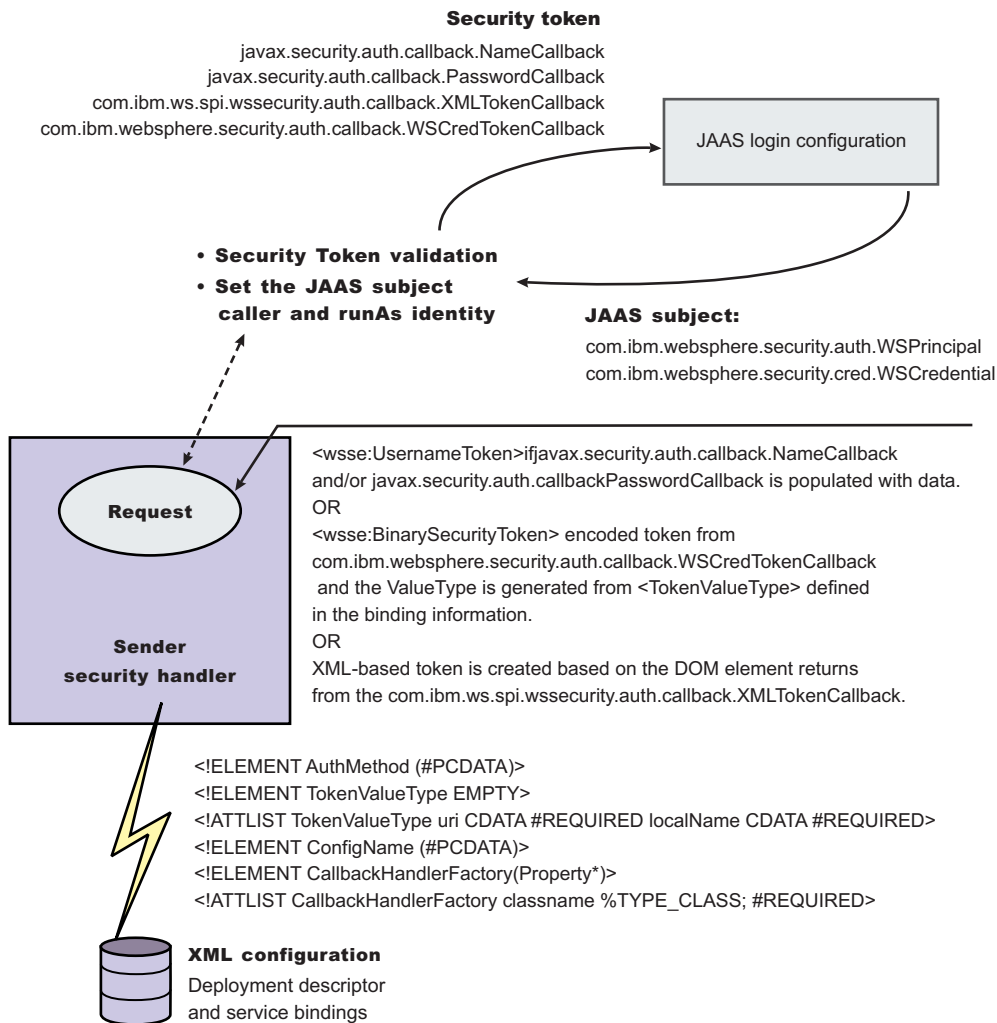 Security token
javax.security.auth.callback.NameCallback
javax.security.auth.callback.PasswordCallback
com.ibm.ws.spi.wssecurity.auth.callback.XMLTokenCallback
com.ibm.websphere.security.auth.callback.WSCredTokenCallback
JAAS login configuration
• Security Token validation
• Set the JAAS subject
caller and runAs identity
JAAS subject:
com.ibm.websphere.security.auth.WSPrincipal
com.ibm.websphere.security.cred.WSCredential
Request
Sender
security handler
<wsse:UsernameToken>ifjavax.security.auth.callback.NameCallback
and/or javax.security.auth.callbackPasswordCallback is populated with data.
OR
<wsse:BinarySecurityToken> encoded token from
com.ibm.websphere.security.auth.callback.WSCredTokenCallback
and the ValueType is generated from <TokenValueType> defined
in the binding information.
OR
XML-based token is created based on the DOM element returns
from the com.ibm.ws.spi.wssecurity.auth.callback.XMLTokenCallback.
<!ELEMENT AuthMethod (#PCDATA)>
<!ELEMENT TokenValueType EMPTY>
<!ATTLIST TokenValueType uri CDATA #REQUIRED localName CDATA #REQUIRED>
<!ELEMENT ConfigName (#PCDATA)>
<!ELEMENT CallbackHandlerFactory(Property*)>
<!ATTLIST CallbackHandlerFactory classname %TYPE_CLASS; #REQUIRED>
XML configuration
Deployment descriptor
and service bindings